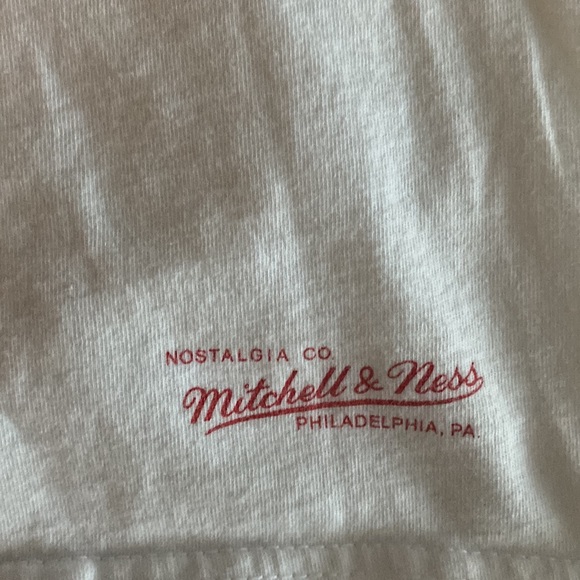 NOSTALGIA CO.
Mitchell & Ness
PHILADELPHIA, PA.